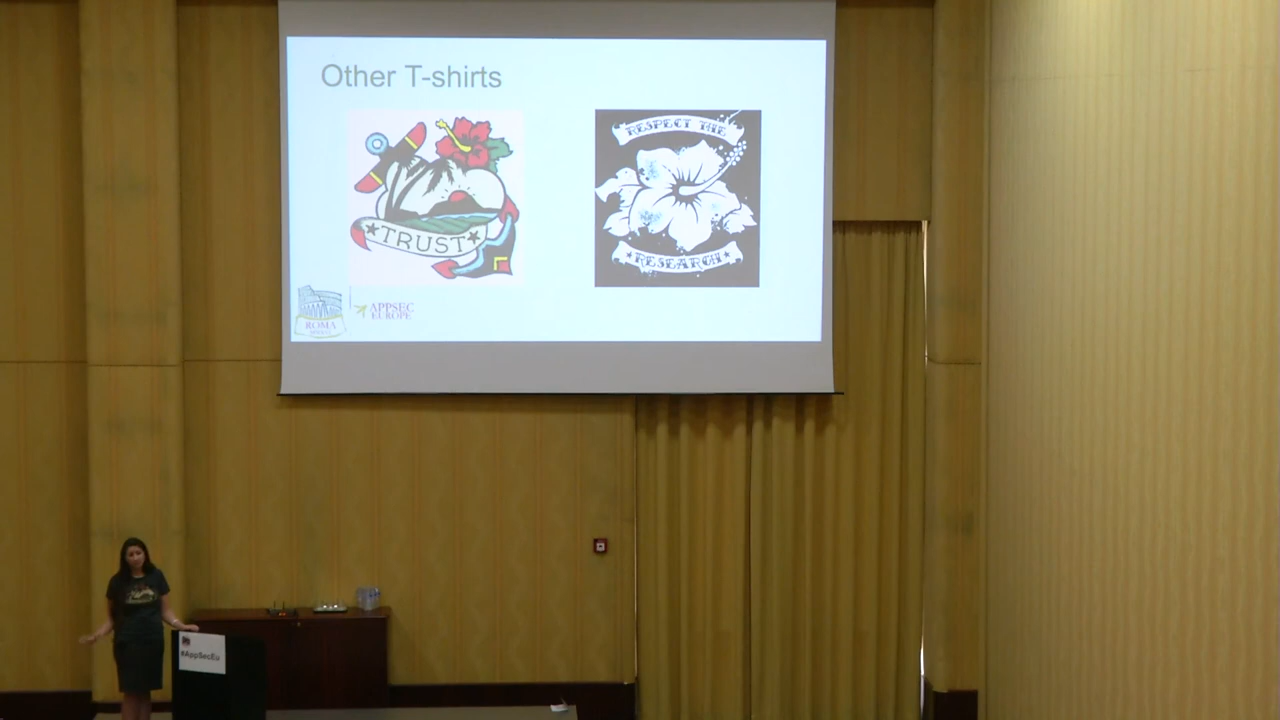 Other T-shirts
★TRUST★
RESPECT THE
★RESEARCH★
ROMA
APPSEC
EUROPE
#AppSecEu